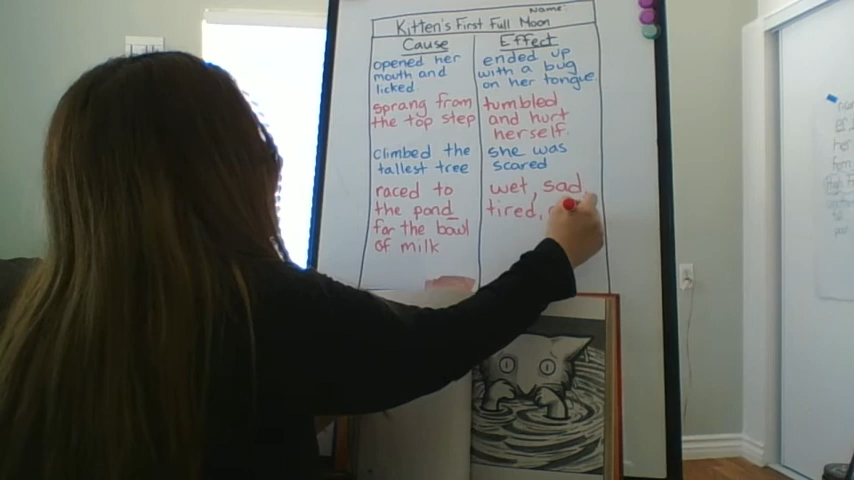 Name:
Kitten's First Full Moon
Cause
Effect
opened her
mouth and
licked
ended up
with a bug
on her tongue
sprang from
the top step
tumbled
and hurt
herself.
climbed the
tallest tree
she was
scared
raced to
the pond
for the bowl
of milk
wet, sad,
tired,